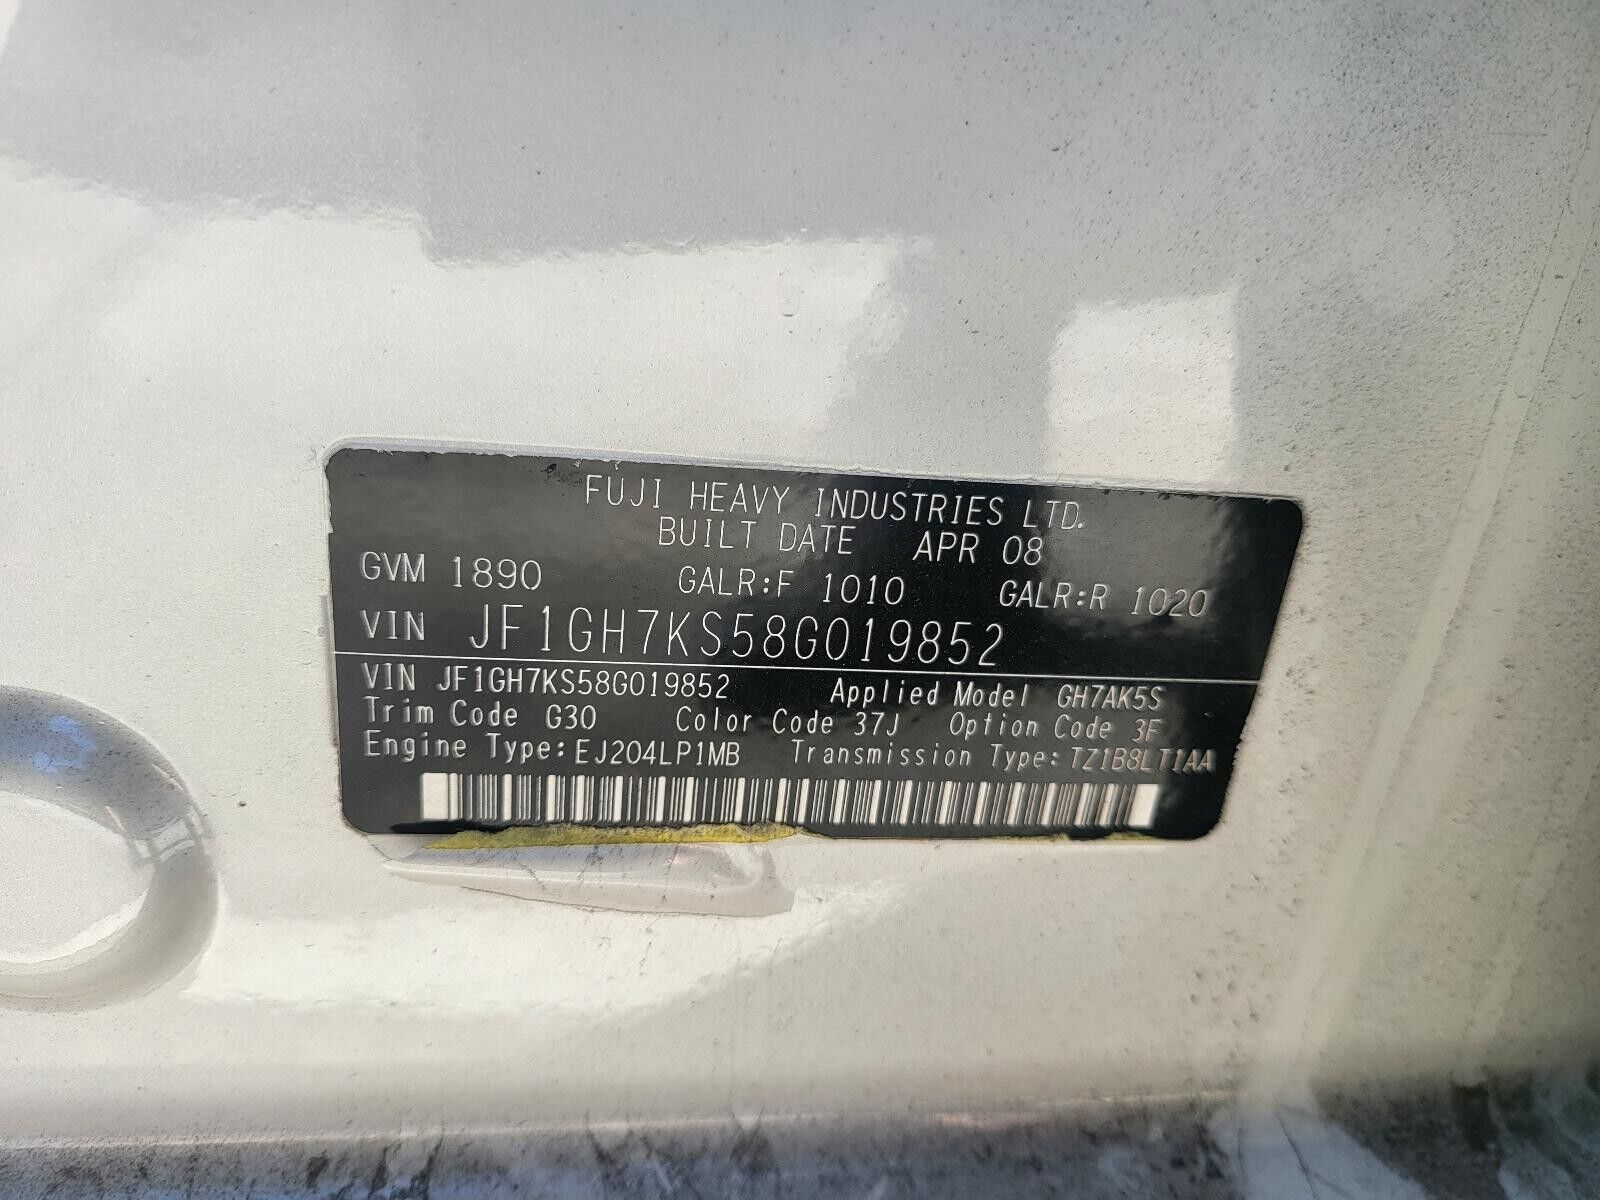 FUJI HEAVY INDUSTRIES LTD.
BUILT DATE APR 08
GVM 1890 GALR:F 1010 GALR:R 1020
VIN JF1GH7KS58G019852
VIN JF1GH7KS58G019852 Applied Model GH7AK5S
Trim Code G30 Color Code 37J Option Code 3F
Engine Type:EJ204LP1MB Transmission Type:TZ1B8LT1AA